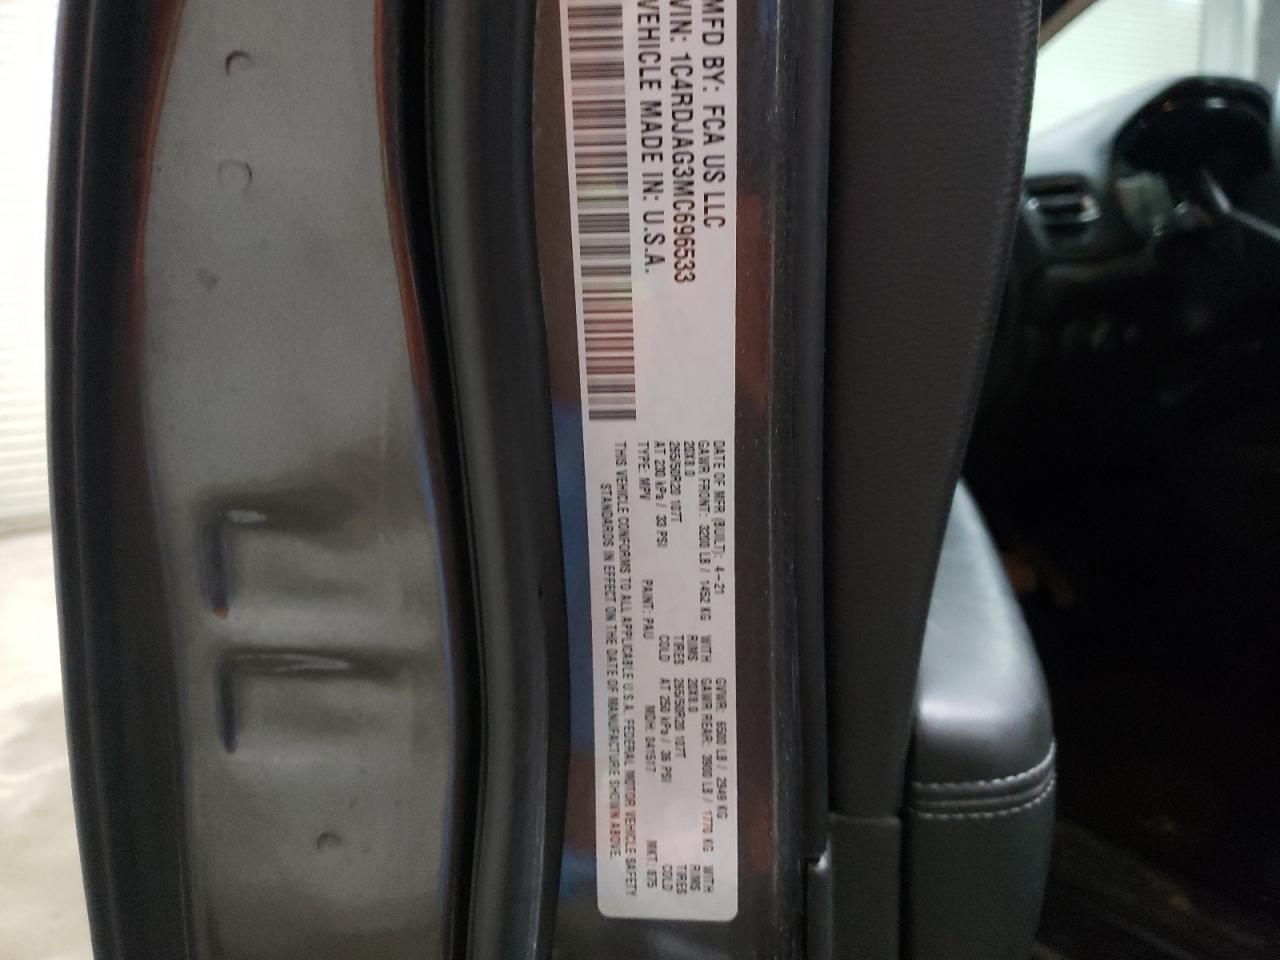 MFD BY: FCA US LLC
VIN: 1C4RDJAG3MC696533
VEHICLE MADE IN: U.S.A.
DATE OF MFR (BUILT): 4-21 GVWR: 6500 LB / 2949 KG
GAWR FRONT: 3200 LB / 1452 KG WITH GAWR REAR: 3900 LB / 1770 KG WITH
20X8.0 RIMS 20X8.0 RIMS
265/50R20 107T TIRES 265/50R20 107T TIRES
AT 230 kPa / 33 PSI COLD AT 250 kPa / 36 PSI COLD
TYPE: MPV PAINT: PAU MDH: 041517 MKT: 875
THIS VEHICLE CONFORMS TO ALL APPLICABLE U.S.A. FEDERAL MOTOR VEHICLE SAFETY
STANDARDS IN EFFECT ON THE DATE OF MANUFACTURE SHOWN ABOVE.